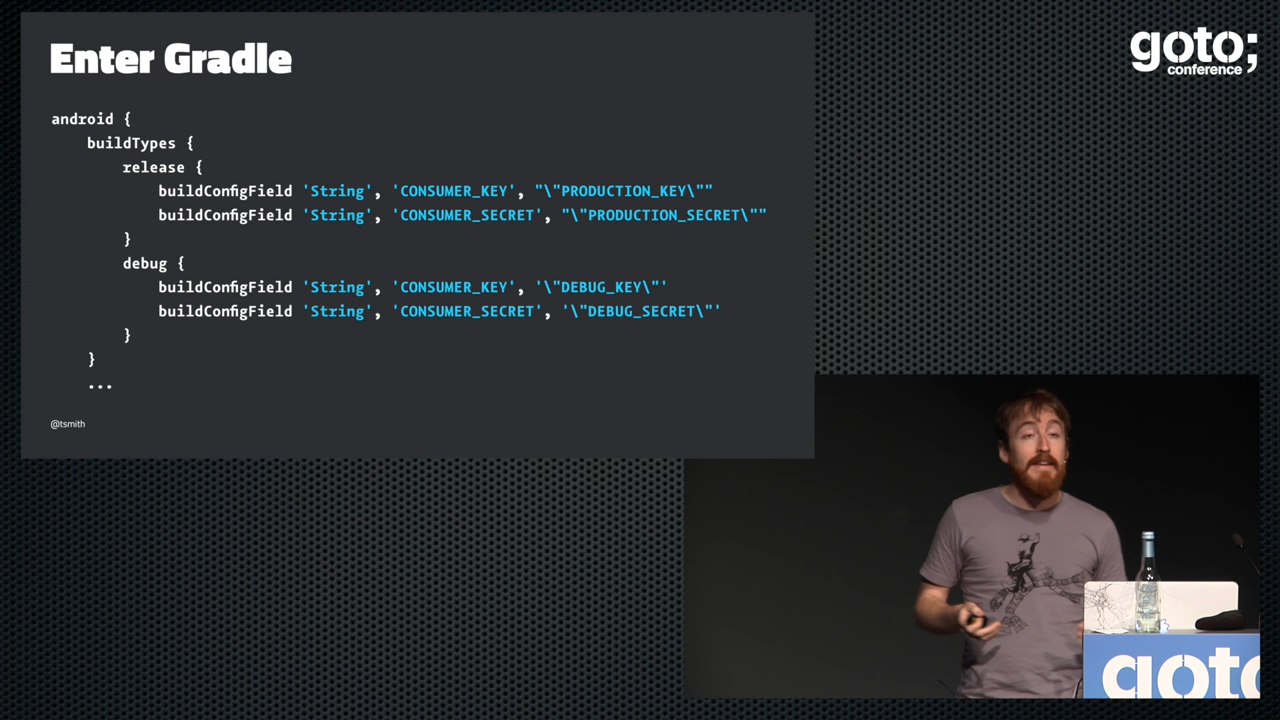 Enter Gradle
android {
buildTypes {
release {
buildConfigField 'String', 'CONSUMER_KEY', "\"PRODUCTION_KEY\""
buildConfigField 'String', 'CONSUMER_SECRET', "\"PRODUCTION_SECRET\""
}
debug {
buildConfigField 'String', 'CONSUMER_KEY', '\"DEBUG_KEY\"'
buildConfigField 'String', 'CONSUMER_SECRET', '\"DEBUG_SECRET\"'
}
}
...
@tsmith
goto;
conference
goto